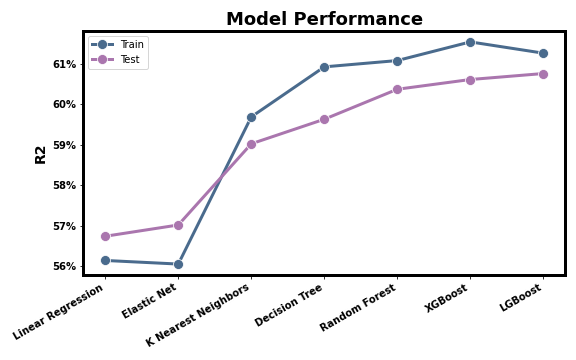 Model Performance
Train
Test
R2
61%
60%
59%
58%
57%
56%
Linear Regression
Elastic Net
K Nearest Neighbors
Decision Tree
Random Forest
XGBoost
LGBoost